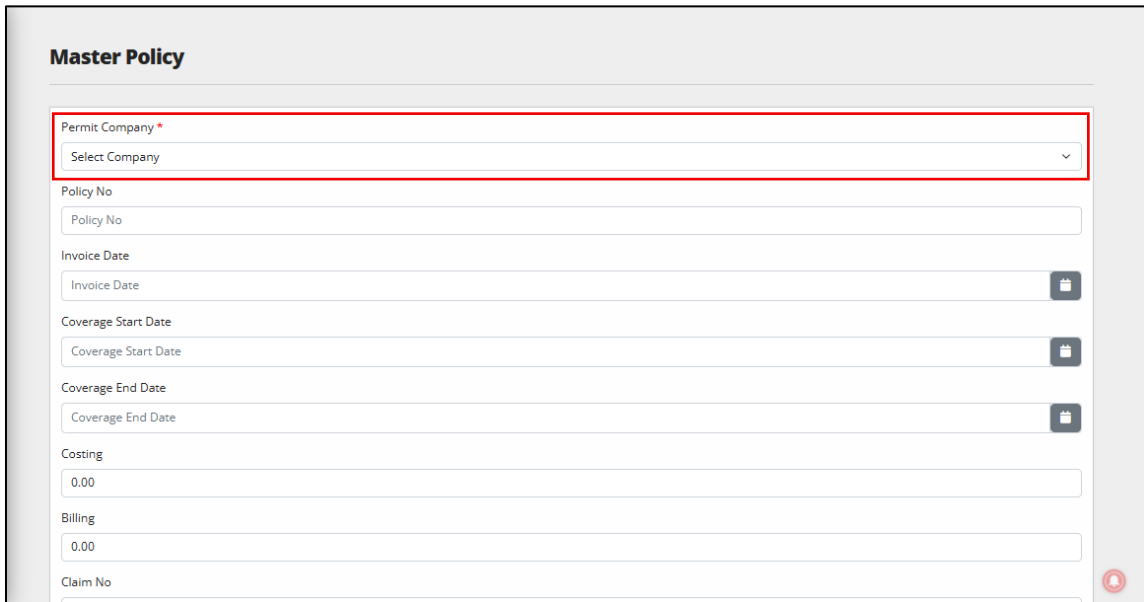 Master Policy
Permit Company *
Select Company
Policy No
Policy No
Invoice Date
Invoice Date
Coverage Start Date
Coverage Start Date
Coverage End Date
Coverage End Date
Costing
0.00
Billing
0.00
Claim No